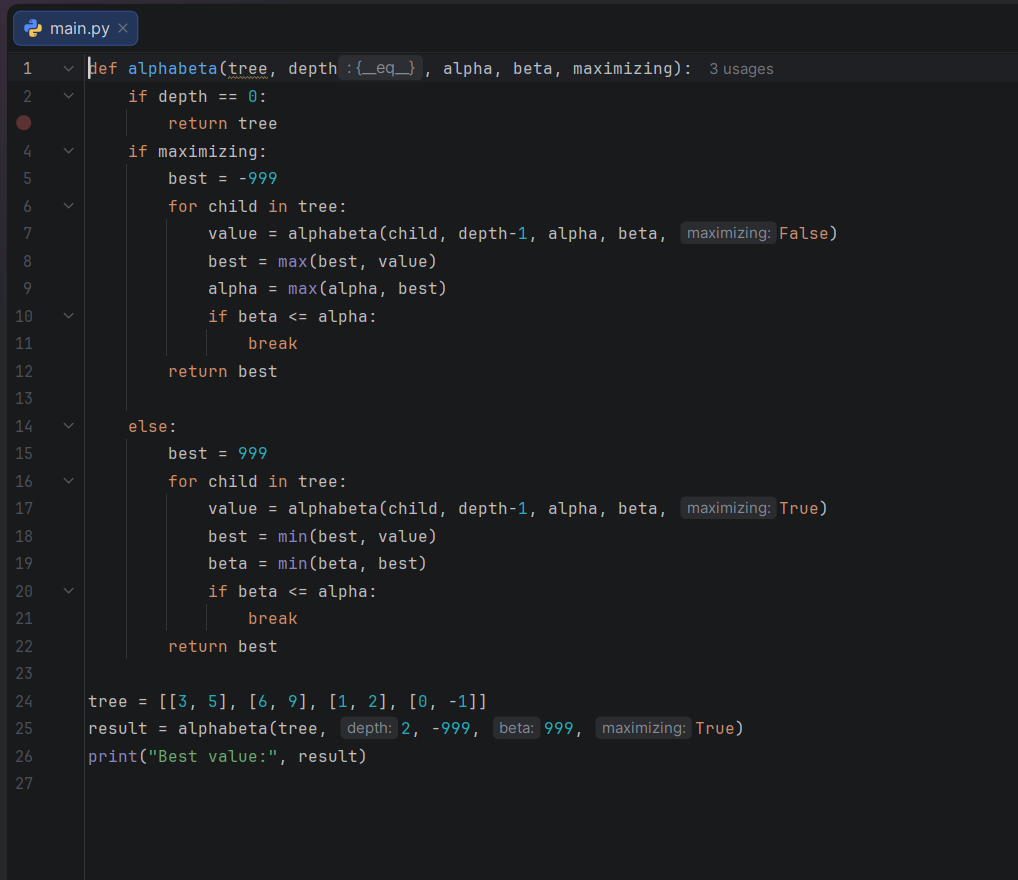 main.py ×
1 def alphabeta(tree, depth : {__eq__} , alpha, beta, maximizing): 3 usages
2     if depth == 0:
        return tree
4     if maximizing:
5         best = -999
6         for child in tree:
7             value = alphabeta(child, depth-1, alpha, beta, maximizing: False)
8             best = max(best, value)
9             alpha = max(alpha, best)
10             if beta <= alpha:
11                 break
12         return best
13
14     else:
15         best = 999
16         for child in tree:
17             value = alphabeta(child, depth-1, alpha, beta, maximizing: True)
18             best = min(best, value)
19             beta = min(beta, best)
20             if beta <= alpha:
21                 break
22         return best
23
24 tree = [[3, 5], [6, 9], [1, 2], [0, -1]]
25 result = alphabeta(tree, depth: 2, -999, beta: 999, maximizing: True)
26 print("Best value:", result)
27